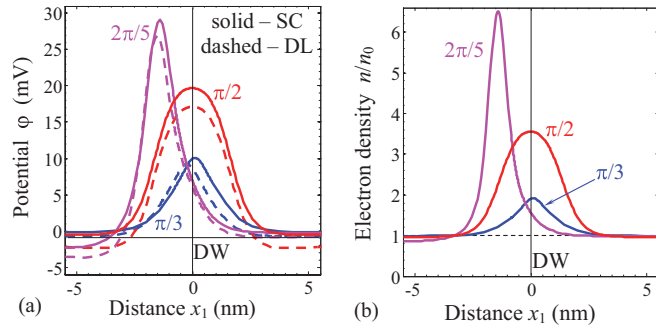 solid – SC
dashed – DL
2π/5
π/2
π/3
DW
30
25
20
15
10
5
0
-5
-5
0
5
Potential φ (mV)
Distance x₁ (nm)
(a)
2π/5
π/2
π/3
DW
6
5
4
3
2
1
-5
0
5
Electron density n/n₀
Distance x₁ (nm)
(b)